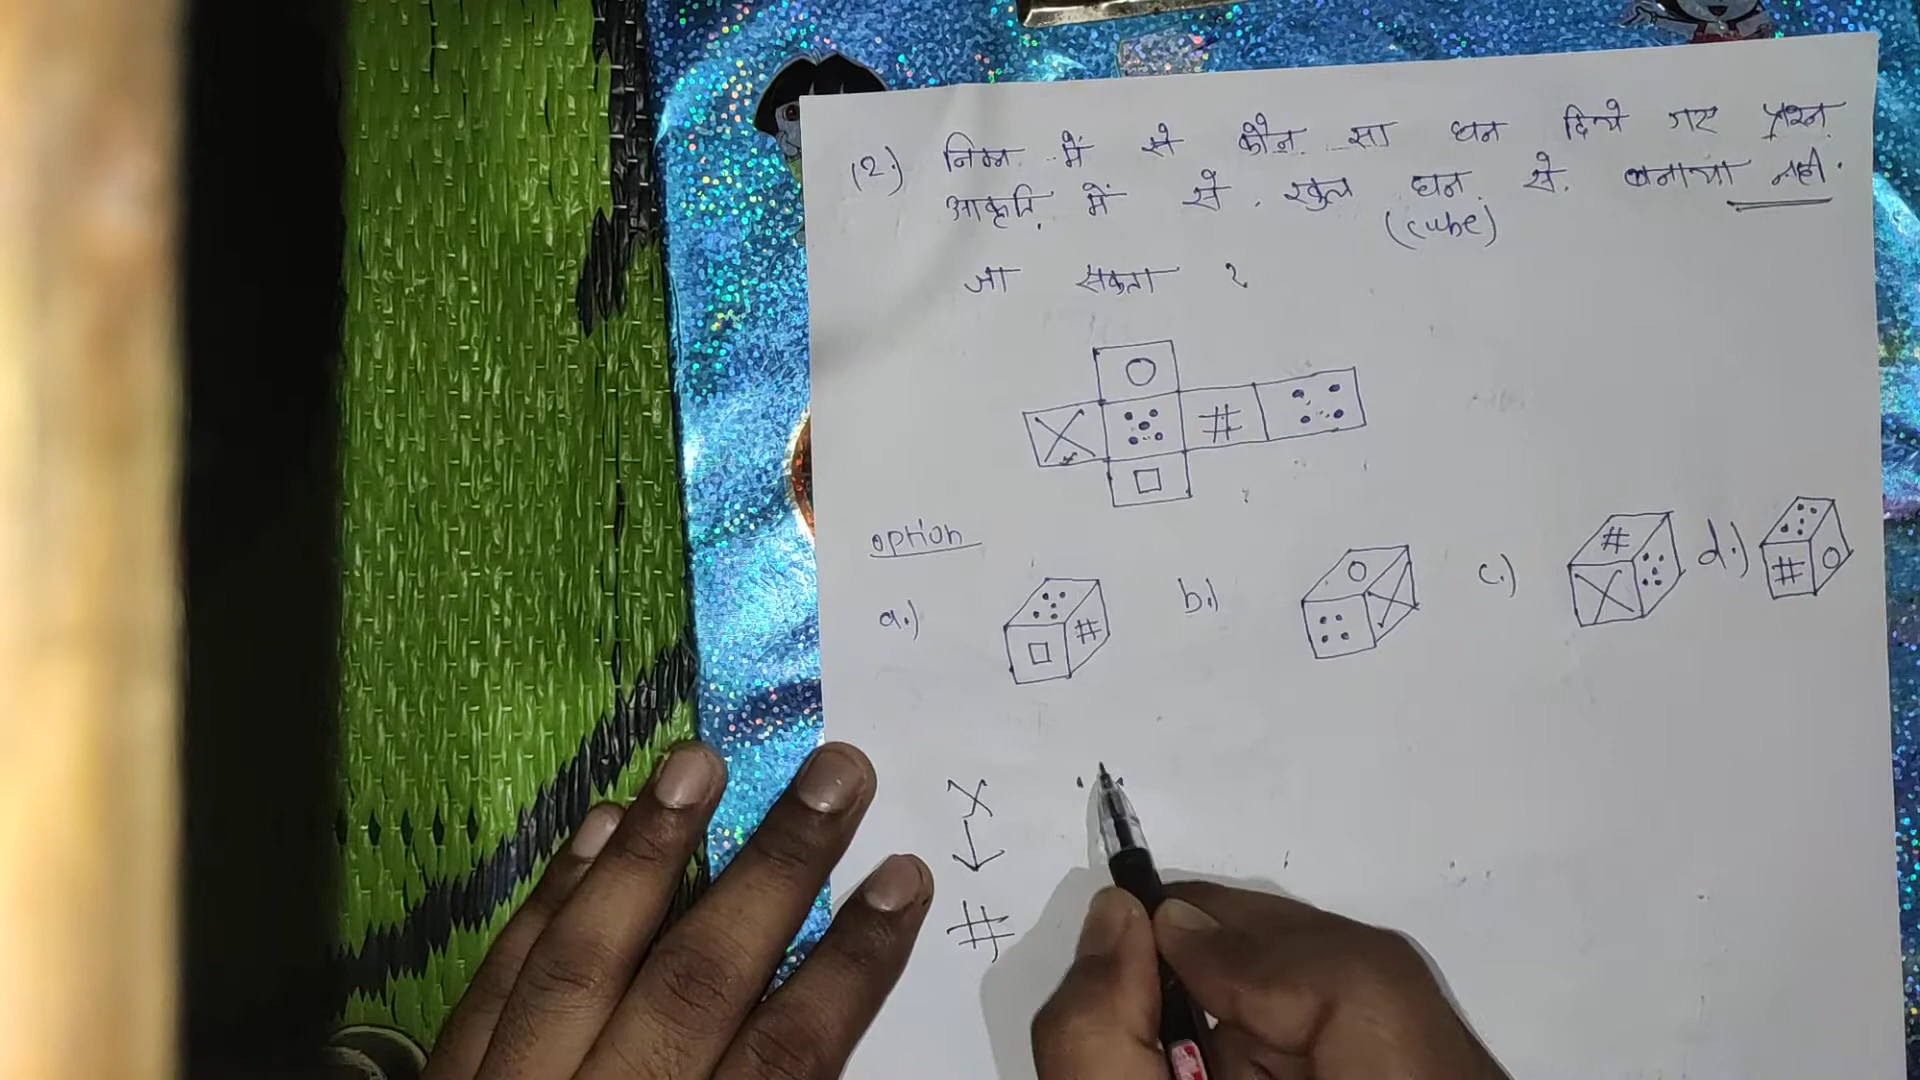 (2.) निम्न में से कौन सा घन दिये गए प्रश्न
आकृति में से खुल घन से बनाया नही
(cube)
जा सकता ?
X #
option
a.) b.) c.) d.)
# X
# X # O
X
#